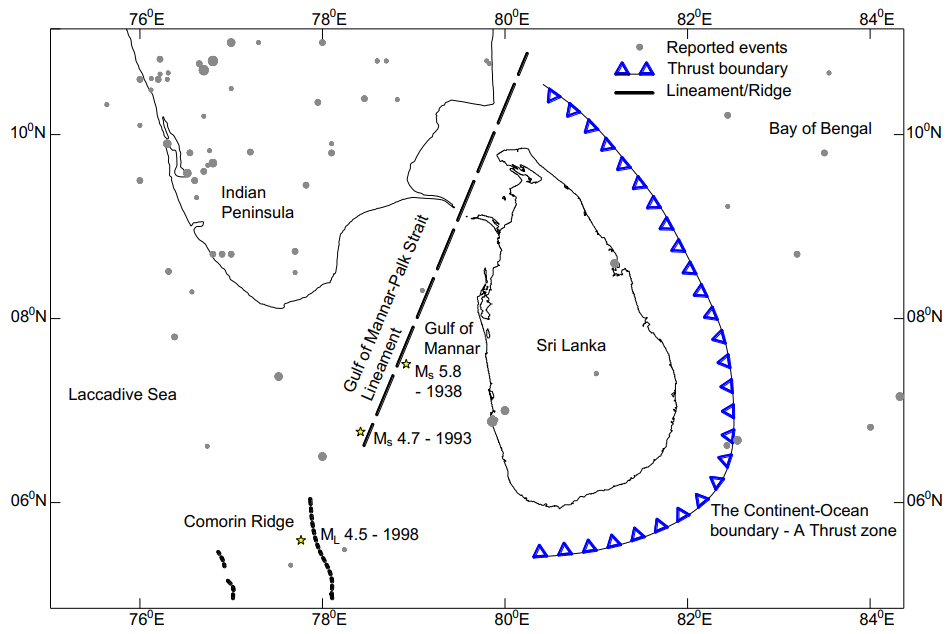 76⁰E 78⁰E 80⁰E 82⁰E 84⁰E
Reported events
Thrust boundary
Lineament/Ridge
10⁰N
Bay of Bengal
10⁰N
Indian
Peninsula
Gulf of Mannar-Palk Strait
Lineament
08⁰N
08⁰N
Gulf of
Mannar
Sri Lanka
Mₛ 5.8
- 1938
Laccadive Sea
Mₛ 4.7 - 1993
06⁰N
06⁰N
The Continent-Ocean
boundary - A Thrust zone
Comorin Ridge
M_L 4.5 - 1998
76⁰E 78⁰E 80⁰E 82⁰E 84⁰E